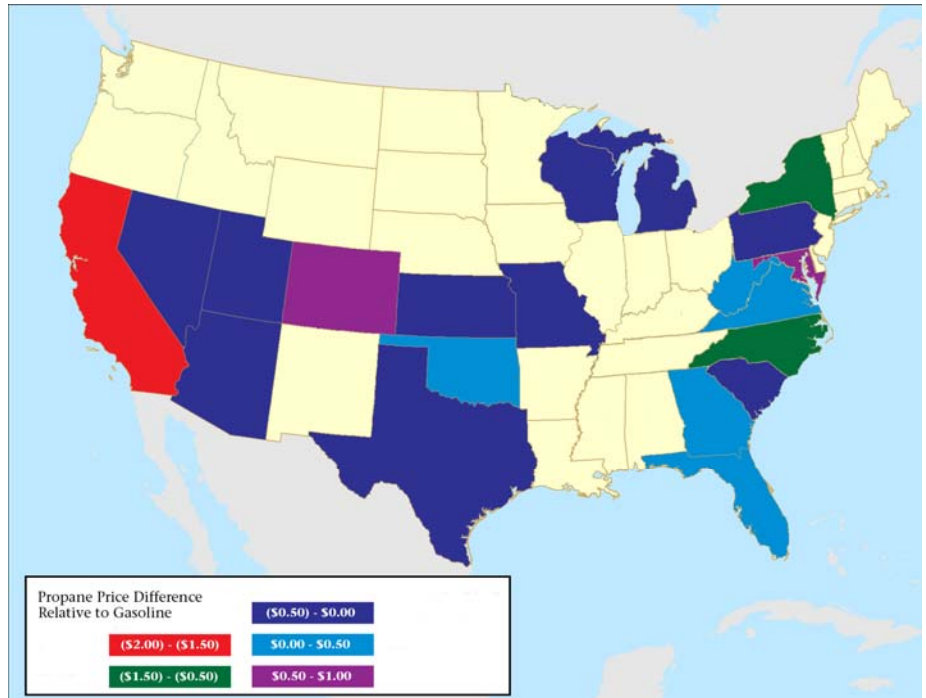 Propane Price Difference
Relative to Gasoline
($0.50) - $0.00
($2.00) - ($1.50)
$0.00 - $0.50
($1.50) - ($0.50)
$0.50 - $1.00